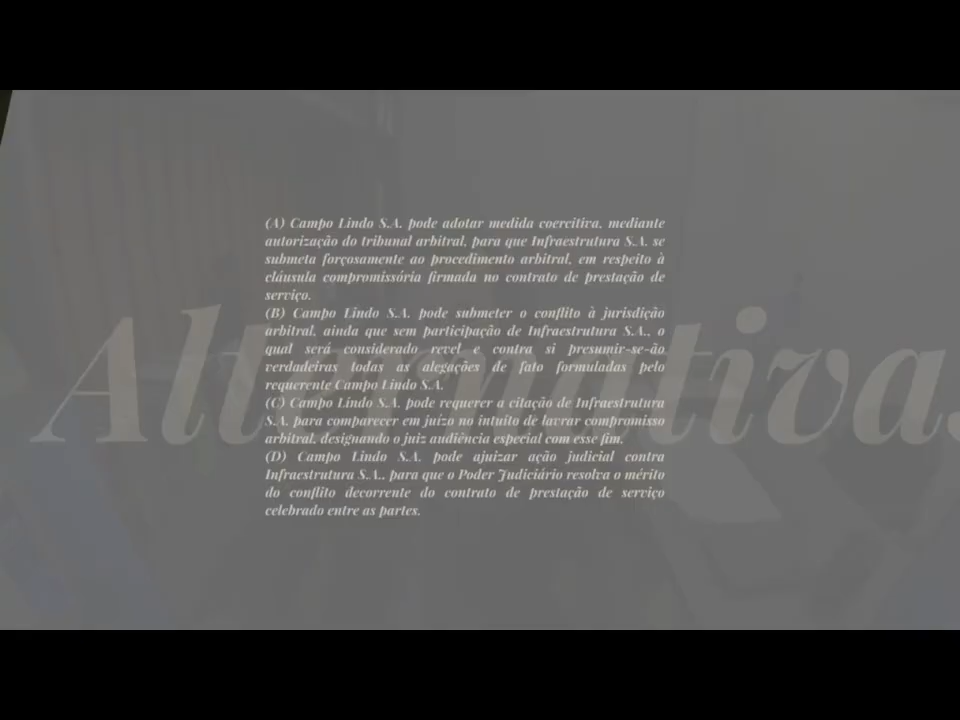 Alternativas
(A) Campo Lindo S.A. pode adotar medida coercitiva, mediante
autorização do tribunal arbitral, para que Infraestrutura S.A. se
submeta forçosamente ao procedimento arbitral, em respeito à
cláusula compromissória firmada no contrato de prestação de
serviço.
(B) Campo Lindo S.A. pode submeter o conflito à jurisdição
arbitral, ainda que sem participação de Infraestrutura S.A., o
qual será considerado revel e contra si presumir-se-ão
verdadeiras todas as alegações de fato formuladas pelo
requerente Campo Lindo S.A.
(C) Campo Lindo S.A. pode requerer a citação de Infraestrutura
S.A. para comparecer em juízo no intuito de lavrar compromisso
arbitral, designando o juiz audiência especial com esse fim.
(D) Campo Lindo S.A. pode ajuizar ação judicial contra
Infraestrutura S.A., para que o Poder Judiciário resolva o mérito
do conflito decorrente do contrato de prestação de serviço
celebrado entre as partes.